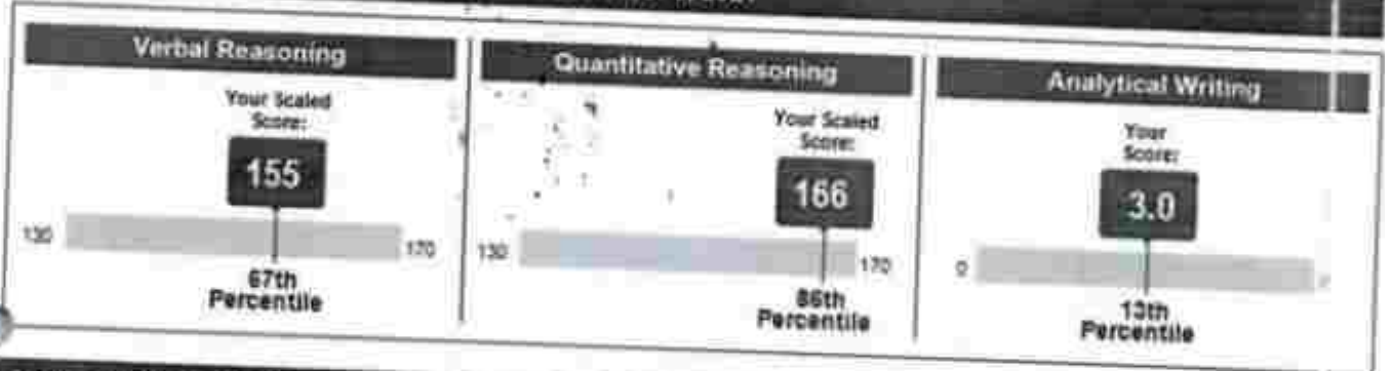 Verbal Reasoning
Your Scaled
Score:
155
130
170
67th
Percentile
Quantitative Reasoning
Your Scaled
Score:
166
130
170
86th
Percentile
Analytical Writing
Your
Score:
3.0
0
13th
Percentile